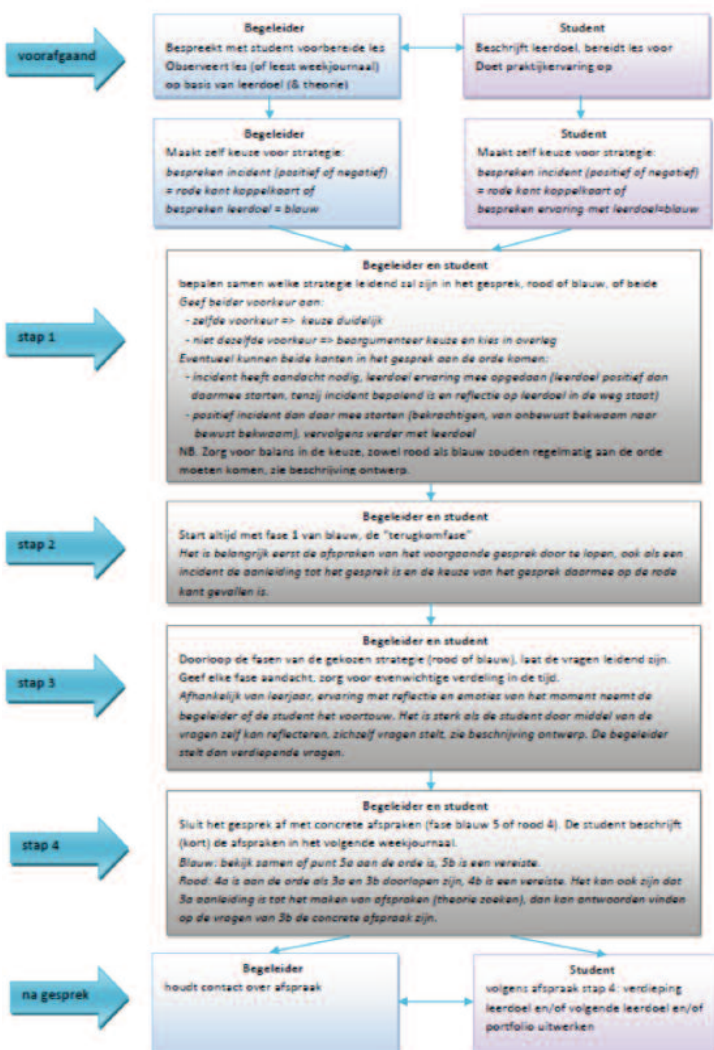 voorafgaand
Begeleider
Bespreekt met student voorbereide les
Observeert les (of leest weekjournaal)
op basis van leerdoel (& theorie)
Student
Beschrijft leerdoel, bereidt les voor
Doet praktijkervaring op
Begeleider
Maakt zelf keuze voor strategie:
bespreken incident (positief of negatief)
= rode kant koppelkaart of
bespreken leerdoel = blauw
Student
Maakt zelf keuze voor strategie:
bespreken incident (positief of negatief)
= rode kant koppelkaart of
bespreken ervaring met leerdoel=blauw
stap 1
Begeleider en student
bepalen samen welke strategie leidend zal zijn in het gesprek, rood of blauw, of beide
Geef beider voorkeur aan:
- zelfde voorkeur => keuze duidelijk
- niet dezelfde voorkeur => beargumenteer keuze en kies in overleg
Eventueel kunnen beide kanten in het gesprek aan de orde komen:
- incident heeft aandacht nodig, leerdoel ervaring mee opgedaan (leerdoel positief dan
daarmee starten, tenzij incident bepalend is en reflectie op leerdoel in de weg staat)
- positief incident dan daar mee starten (bekrachtigen, van onbewust bekwaam naar
bewust bekwaam), vervolgens verder met leerdoel
NB. Zorg voor balans in de keuze, zowel rood als blauw zouden regelmatig aan de orde
moeten komen, zie beschrijving ontwerp.
stap 2
Begeleider en student
Start altijd met fase 1 van blauw, de "terugkomfase"
Het is belangrijk eerst de afspraken van het voorgaande gesprek door te lopen, ook als een
incident de aanleiding tot het gesprek is en de keuze van het gesprek daarmee op de rode
kant gevallen is.
stap 3
Begeleider en student
Doorloop de fasen van de gekozen strategie (rood of blauw), laat de vragen leidend zijn.
Geef elke fase aandacht, zorg voor evenwichtige verdeling in de tijd.
Afhankelijk van leerjaar, ervaring met reflectie en emoties van het moment neemt de
begeleider of de student het voortouw. Het is sterk als de student door middel van de
vragen zelf kan reflecteren, zichzelf vragen stelt, zie beschrijving ontwerp. De begeleider
stelt dan verdiepende vragen.
stap 4
Begeleider en student
Sluit het gesprek af met concrete afspraken (fase blauw 5 of rood 4). De student beschrijft
(kort) de afspraken in het volgende weekjournaal.
Blauw: bekijk samen of punt 5a aan de orde is, 5b is een vereiste.
Rood: 4a is aan de orde als 3a en 3b doorlopen zijn, 4b is een vereiste. Het kan ook zijn dat
3a aanleiding is tot het maken van afspraken (theorie zoeken), dan kan antwoorden vinden
op de vragen van 3b de concrete afspraak zijn.
na gesprek
Begeleider
houdt contact over afspraak
Student
volgens afspraak stap 4: verdieping
leerdoel en/of volgende leerdoel en/of
portfolio uitwerken